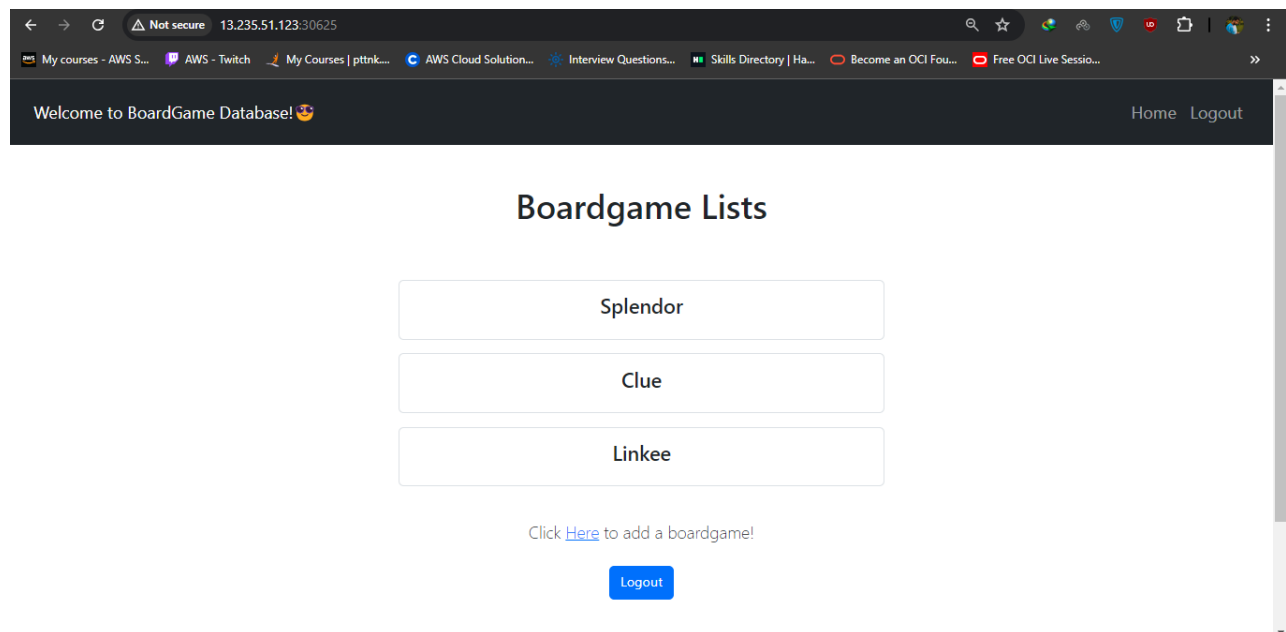 Not secure 13.235.51.123:30625
My courses - AWS S... AWS - Twitch My Courses | pttnk.... AWS Cloud Solution... Interview Questions... Skills Directory | Ha... Become an OCI Fou... Free OCI Live Sessio... »
Welcome to BoardGame Database! Home Logout
Boardgame Lists
Splendor
Clue
Linkee
Click Here to add a boardgame!
Logout